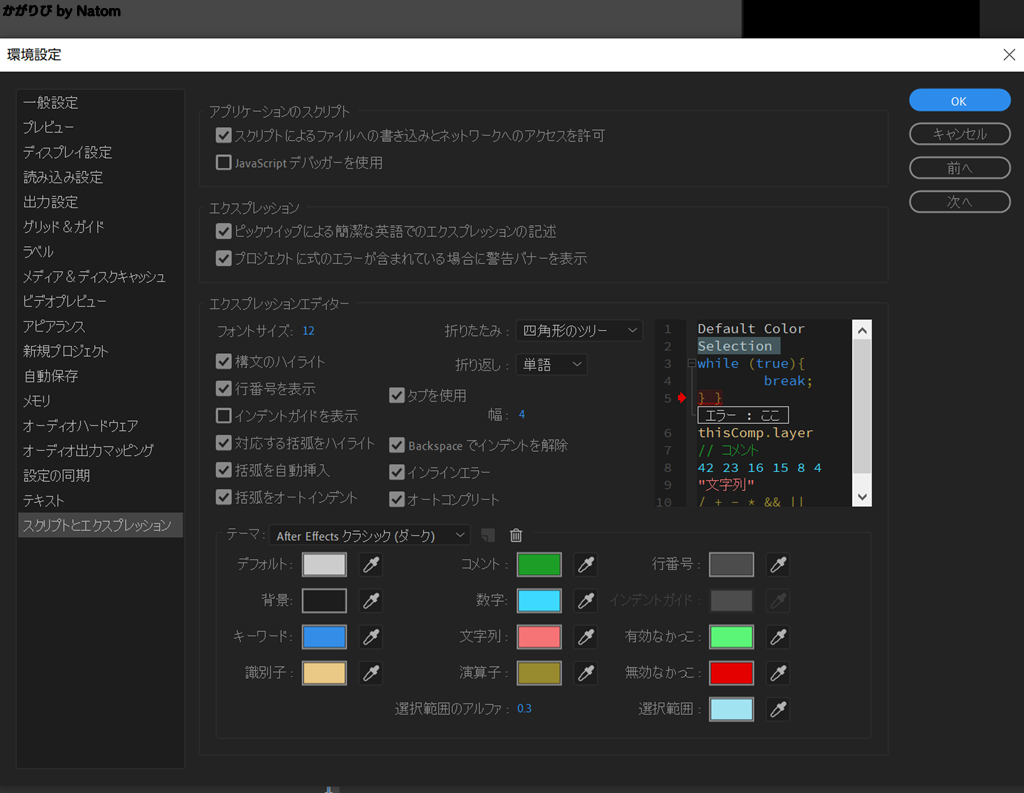 かがりび by Natom
環境設定
一般設定
プレビュー
ディスプレイ設定
読み込み設定
出力設定
グリッド & ガイド
ラベル
メディア & ディスクキャッシュ
ビデオプレビュー
アピアランス
新規プロジェクト
自動保存
メモリ
オーディオハードウェア
オーディオ出力マッピング
設定の同期
テキスト
スクリプトとエクスプレッション
アプリケーションのスクリプト
スクリプトによるファイルへの書き込みとネットワークへのアクセスを許可
JavaScript デバッガーを使用
エクスプレッション
ピックウイップによる簡潔な英語でのエクスプレッションの記述
プロジェクトに式のエラーが含まれている場合に警告バナーを表示
エクスプレッションエディター
フォントサイズ: 12
折りたたみ: 四角形のツリー
構文のハイライト
折り返し: 単語
行番号を表示
タブを使用
インデントガイドを表示
幅: 4
対応する括弧をハイライト
Backspace でインデントを解除
括弧を自動挿入
インラインエラー
括弧をオートインデント
オートコンプリート
1 Default Color
2 Selection
3 while (true){
4 break;
5 } }
エラー : ここ
6 thisComp.layer
7 // コメント
8 42 23 16 15 8 4
9 "文字列"
10 / + - * && ||
テーマ: After Effects クラシック (ダーク)
デフォルト: コメント: 行番号:
背景: 数字: インデントガイド:
キーワード: 文字列: 有効なかっこ:
識別子: 演算子: 無効なかっこ:
選択範囲のアルファ: 0.3 選択範囲:
OK
キャンセル
前へ
次へ